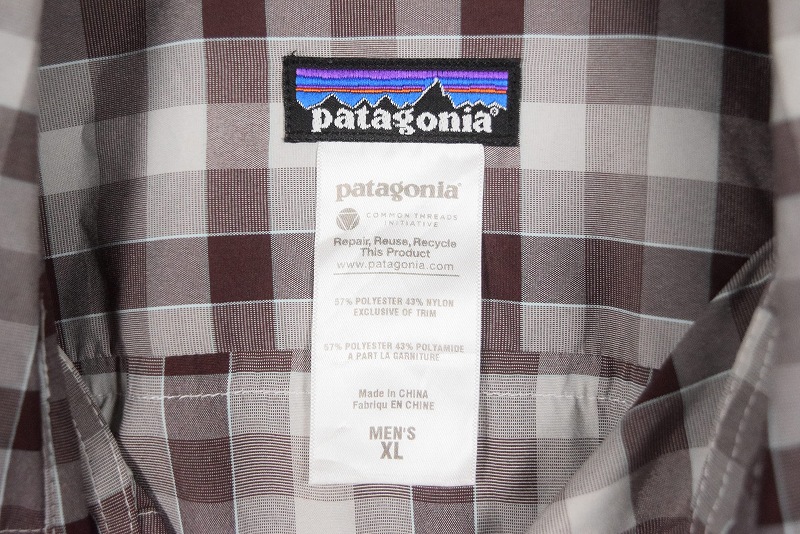 patagonia®
patagonia®
COMMON THREADS
INITIATIVE
Repair, Reuse, Recycle
This Product
www.patagonia.com
57% POLYESTER 43% NYLON
EXCLUSIVE OF TRIM
57% POLYESTER 43% POLYAMIDE
A PART LA GARNITURE
Made in CHINA
Fabriqu EN CHINE
MEN'S
XL